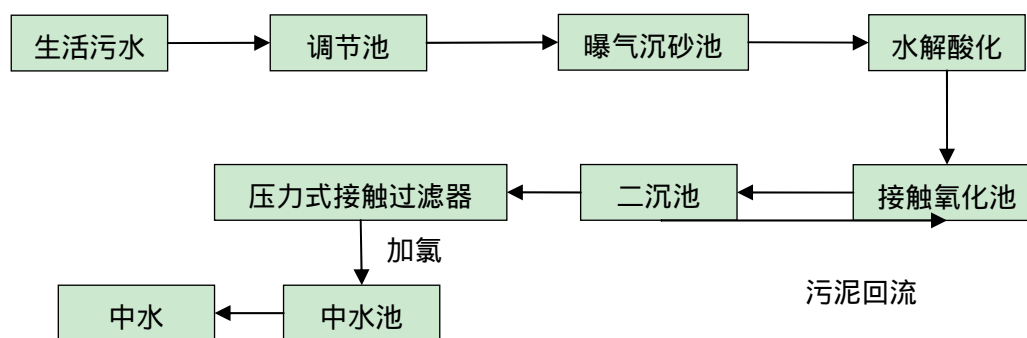 生活污水
调节池
曝气沉砂池
水解酸化
压力式接触过滤器
二沉池
接触氧化池
加氯
污泥回流
中水
中水池